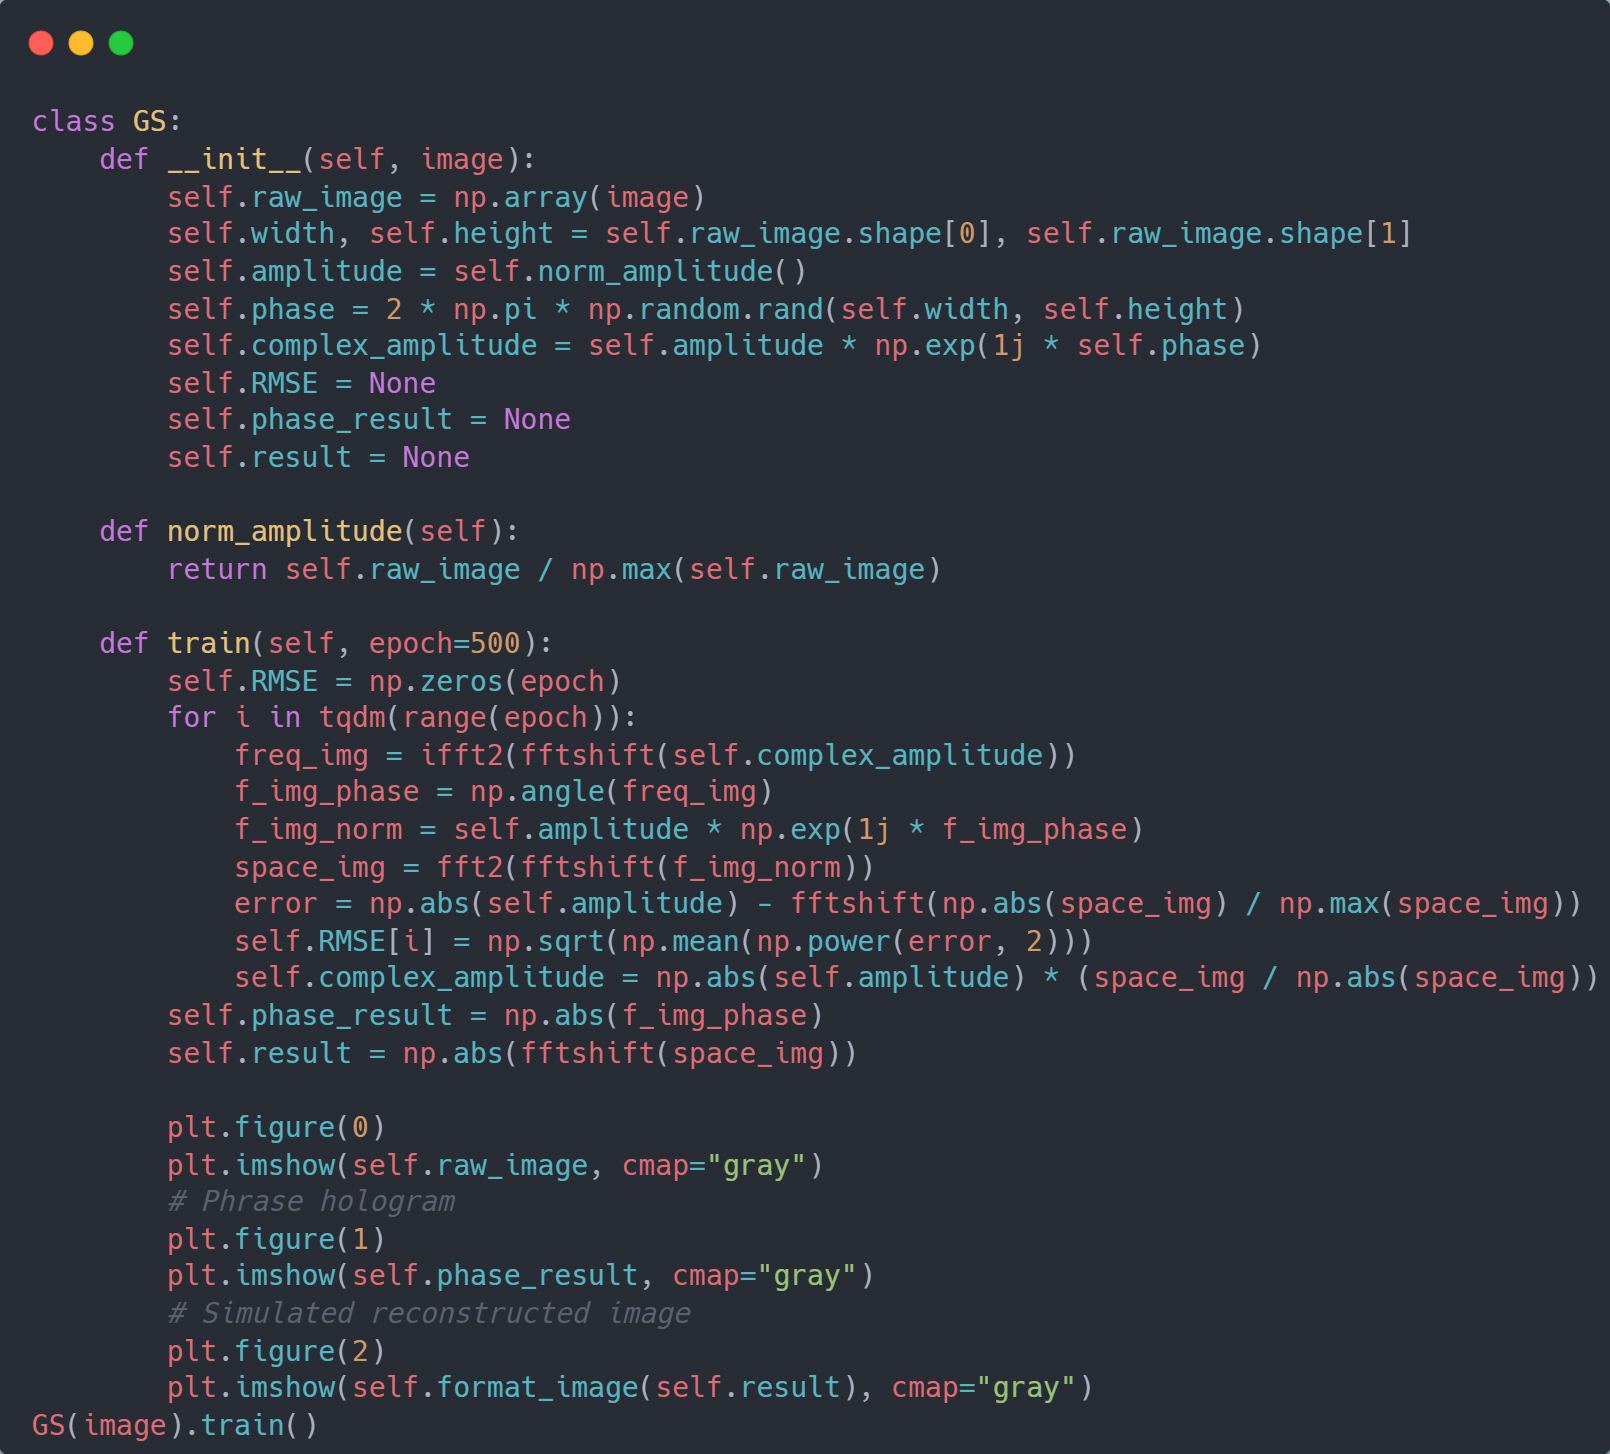 class GS:
    def __init__(self, image):
        self.raw_image = np.array(image)
        self.width, self.height = self.raw_image.shape[0], self.raw_image.shape[1]
        self.amplitude = self.norm_amplitude()
        self.phase = 2 * np.pi * np.random.rand(self.width, self.height)
        self.complex_amplitude = self.amplitude * np.exp(1j * self.phase)
        self.RMSE = None
        self.phase_result = None
        self.result = None

    def norm_amplitude(self):
        return self.raw_image / np.max(self.raw_image)

    def train(self, epoch=500):
        self.RMSE = np.zeros(epoch)
        for i in tqdm(range(epoch)):
            freq_img = ifft2(fftshift(self.complex_amplitude))
            f_img_phase = np.angle(freq_img)
            f_img_norm = self.amplitude * np.exp(1j * f_img_phase)
            space_img = fft2(fftshift(f_img_norm))
            error = np.abs(self.amplitude) - fftshift(np.abs(space_img) / np.max(space_img))
            self.RMSE[i] = np.sqrt(np.mean(np.power(error, 2)))
            self.complex_amplitude = np.abs(self.amplitude) * (space_img / np.abs(space_img))
        self.phase_result = np.abs(f_img_phase)
        self.result = np.abs(fftshift(space_img))

        plt.figure(0)
        plt.imshow(self.raw_image, cmap="gray")
        # Phrase hologram
        plt.figure(1)
        plt.imshow(self.phase_result, cmap="gray")
        # Simulated reconstructed image
        plt.figure(2)
        plt.imshow(self.format_image(self.result), cmap="gray")
GS(image).train()